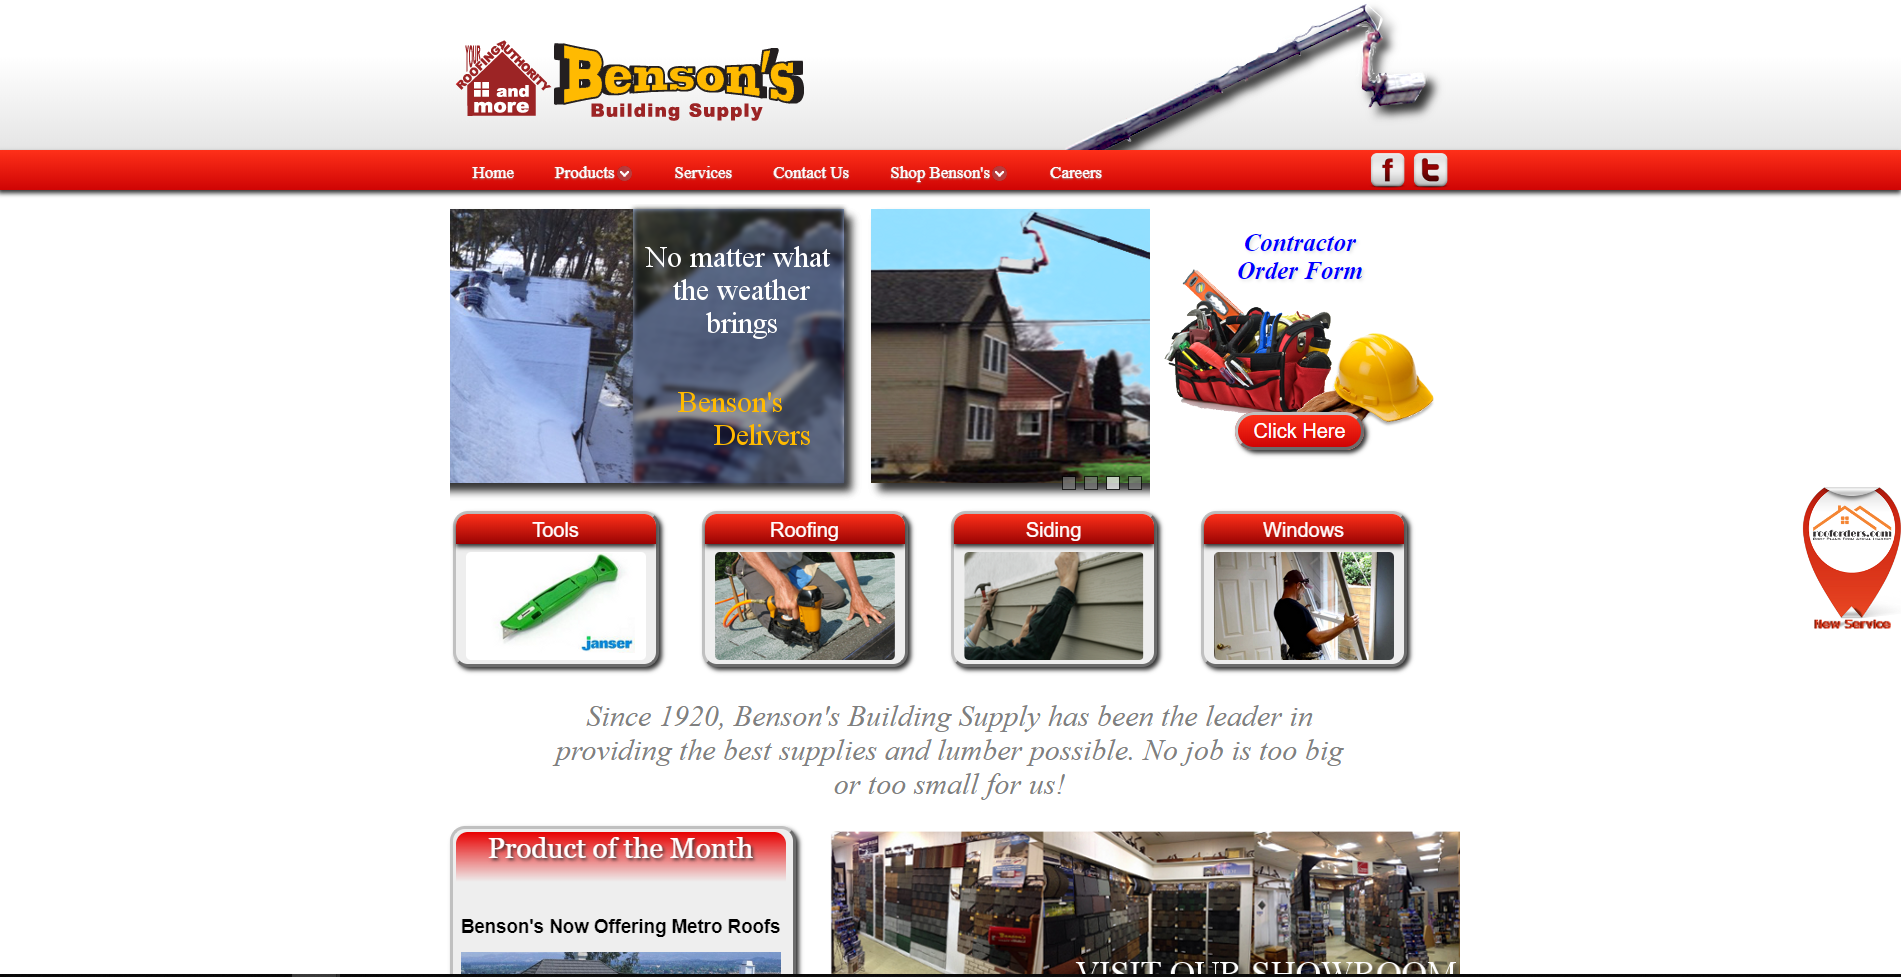 YOUR
ROOFING AUTHORITY
and
more
Benson's
Building Supply
Home
Products
Services
Contact Us
Shop Benson's
Careers
No matter what
the weather
brings
Benson's
Delivers
Contractor
Order Form
Click Here
rooforders.com
New Service
Tools
Roofing
Siding
Windows
janser
Since 1920, Benson's Building Supply has been the leader in
providing the best supplies and lumber possible. No job is too big
or too small for us!
Product of the Month
Benson's Now Offering Metro Roofs
VISIT OUR SHOWROOM